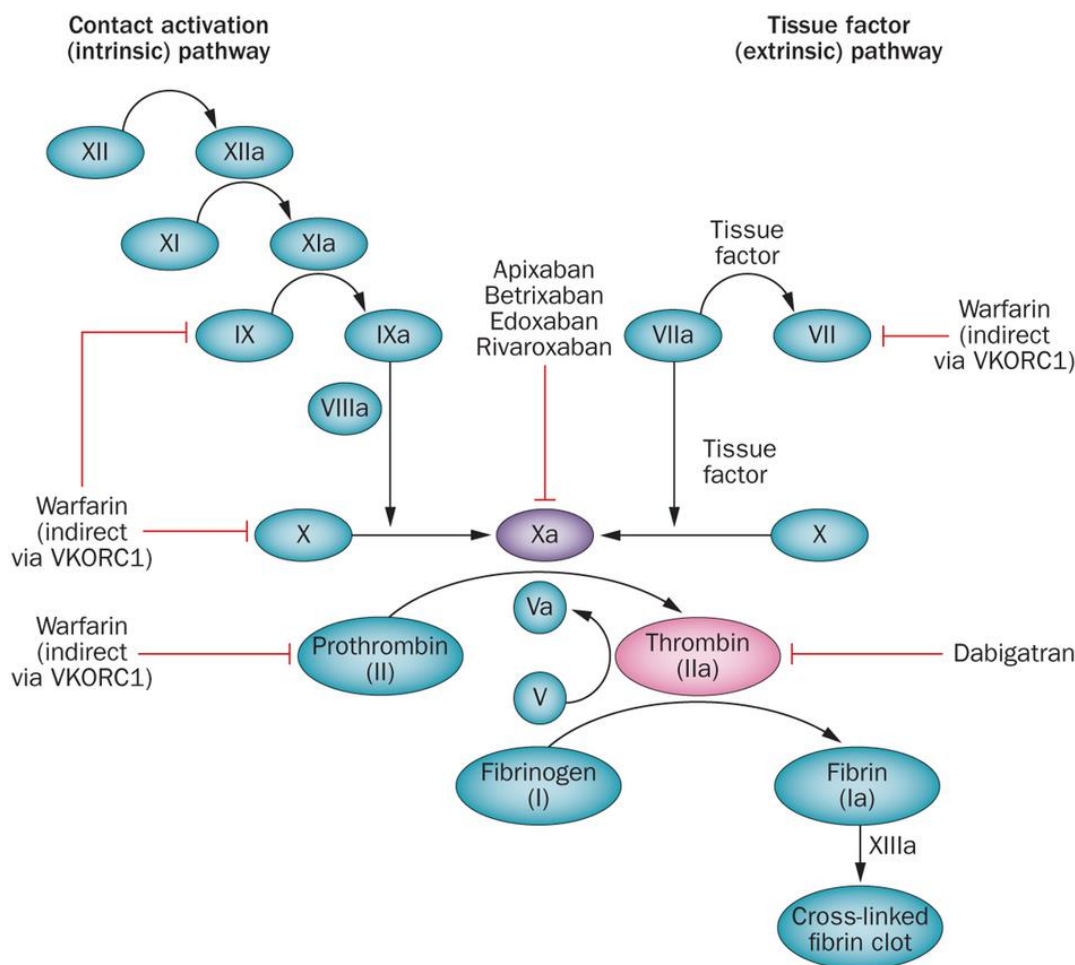 Contact activation
(intrinsic) pathway
Tissue factor
(extrinsic) pathway
XII
XIIa
XI
XIa
Tissue
factor
Apixaban
Betrixaban
Edoxaban
Rivaroxaban
IX
IXa
VIIa
VII
Warfarin
(indirect
via VKORC1)
VIIIa
Tissue
factor
Warfarin
(indirect
via VKORC1)
X
Xa
X
Va
Warfarin
(indirect
via VKORC1)
Prothrombin
(II)
Thrombin
(IIa)
Dabigatran
V
Fibrinogen
(I)
Fibrin
(Ia)
XIIIa
Cross-linked
fibrin clot